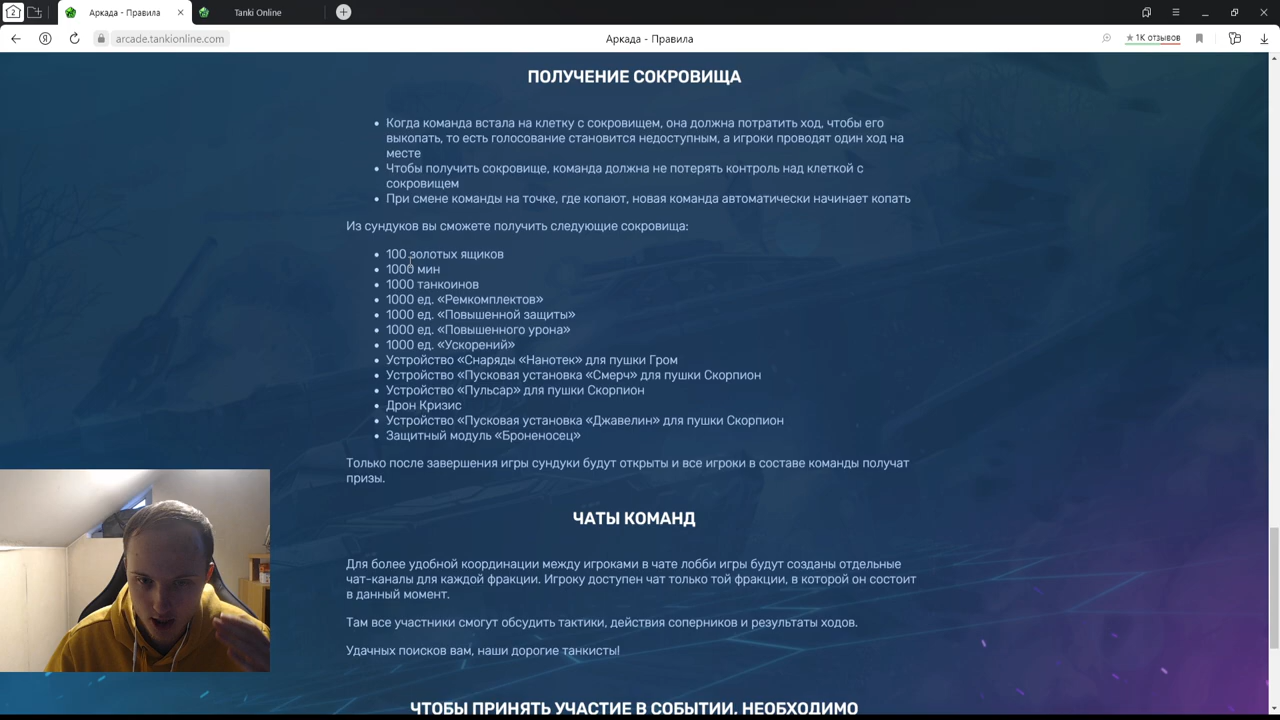 2
Аркада - Правила
Tanki Online
arcade.tankionline.com
Аркада - Правила
1K отзывов
ПОЛУЧЕНИЕ СОКРОВИЩА
Когда команда встала на клетку с сокровищем, она должна потратить ход, чтобы его
выкопать, то есть голосование становится недоступным, а игроки проводят один ход на
месте
Чтобы получить сокровище, команда должна не потерять контроль над клеткой с
сокровищем
При смене команды на точке, где копают, новая команда автоматически начинает копать
Из сундуков вы сможете получить следующие сокровища:
100 золотых ящиков
1000 мин
1000 танкоинов
1000 ед. «Ремкомплектов»
1000 ед. «Повышенной защиты»
1000 ед. «Повышенного урона»
1000 ед. «Ускорений»
Устройство «Снаряды «Нанотек» для пушки Гром
Устройство «Пусковая установка «Смерч» для пушки Скорпион
Устройство «Пульсар» для пушки Скорпион
Дрон Кризис
Устройство «Пусковая установка «Джавелин» для пушки Скорпион
Защитный модуль «Броненосец»
Только после завершения игры сундуки будут открыты и все игроки в составе команды получат
призы.
ЧАТЫ КОМАНД
Для более удобной координации между игроками в чате лобби игры будут созданы отдельные
чат-каналы для каждой фракции. Игроку доступен чат только той фракции, в которой он состоит
в данный момент.
Там все участники смогут обсудить тактики, действия соперников и результаты ходов.
Удачных поисков вам, наши дорогие танкисты!
ЧТОБЫ ПРИНЯТЬ УЧАСТИЕ В СОБЫТИИ, НЕОБХОДИМО